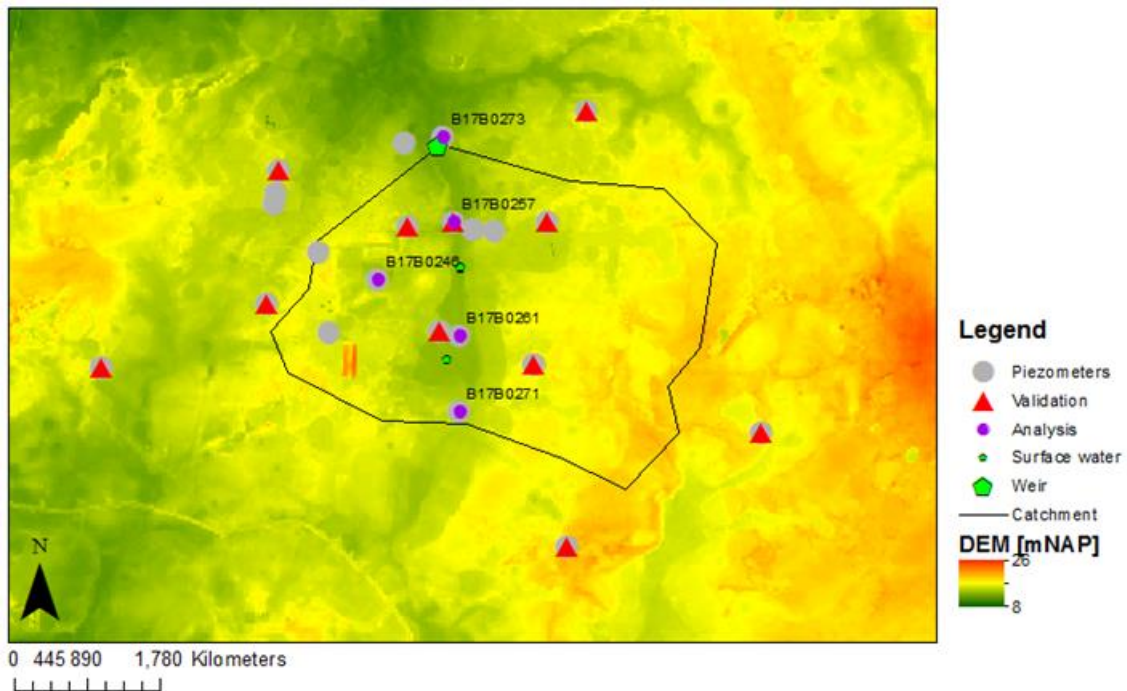 B17B0273
B17B0257
B17B0246
B17B0261
B17B0271
N
0 445 890 1,780 Kilometers
Legend
Piezometers
Validation
Analysis
Surface water
Weir
Catchment
DEM [mNAP]
26
8